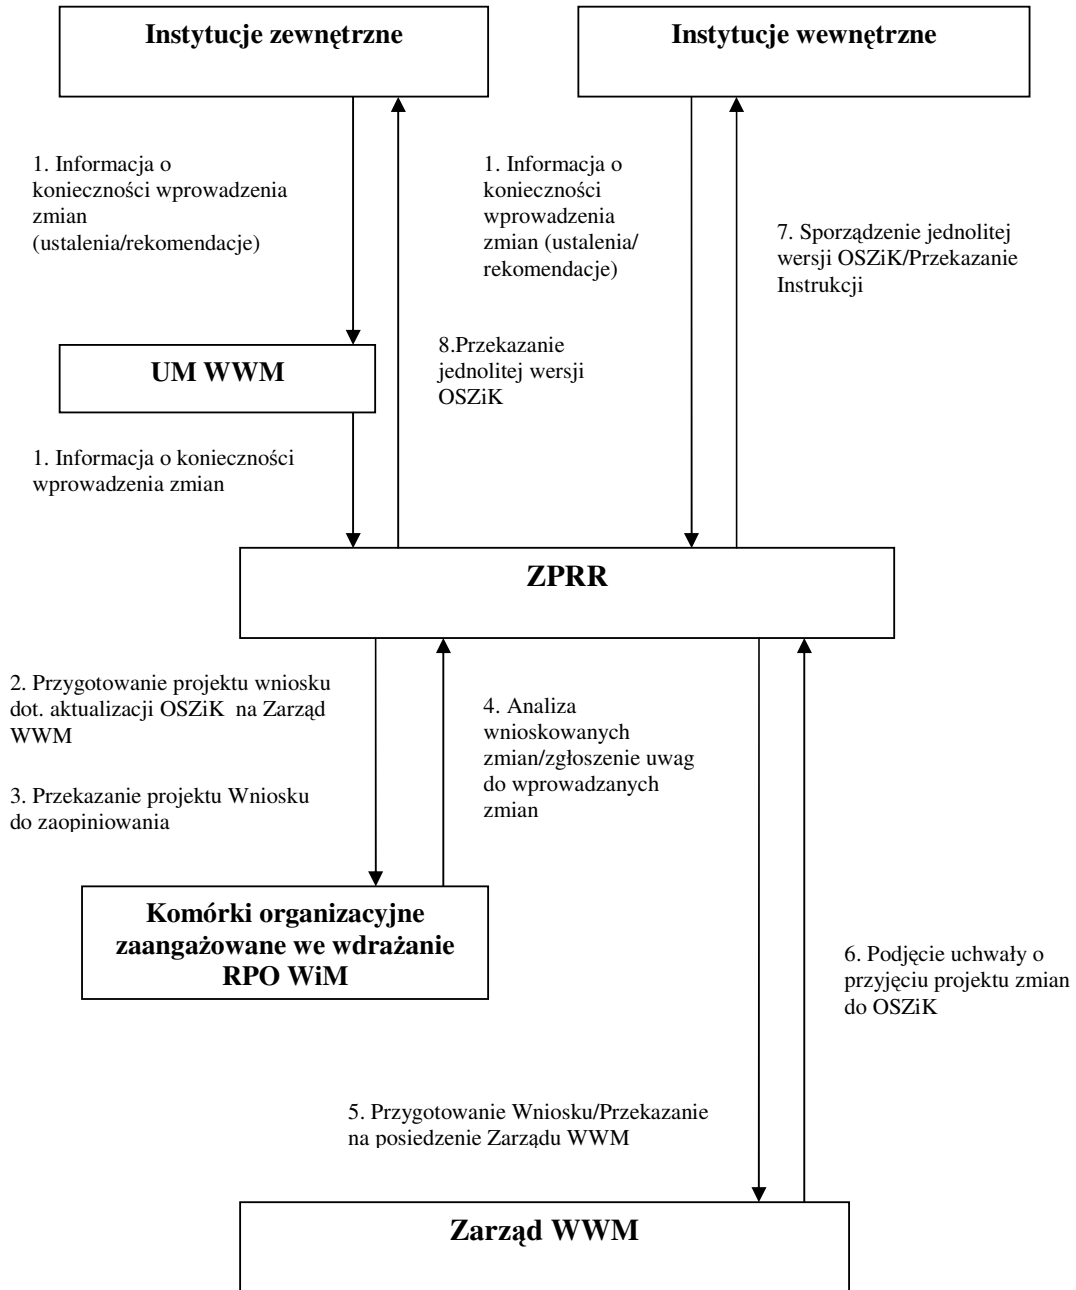 Instytucje zewnętrzne
Instytucje wewnętrzne
1. Informacja o
konieczności wprowadzenia
zmian
(ustalenia/rekomendacje)
1. Informacja o
konieczności
wprowadzenia
zmian (ustalenia/
rekomendacje)
7. Sporządzenie jednolitej
wersji OSZiK/Przekazanie
Instrukcji
UM WWM
8.Przekazanie
jednolitej wersji
OSZiK
1. Informacja o konieczności
wprowadzenia zmian
ZPRR
2. Przygotowanie projektu wniosku
dot. aktualizacji OSZiK na Zarząd
WWM
3. Przekazanie projektu Wniosku
do zaopiniowania
4. Analiza
wnioskowanych
zmian/zgłoszenie uwag
do wprowadzanych
zmian
Komórki organizacyjne
zaangażowane we wdrażanie
RPO WiM
6. Podjęcie uchwały o
przyjęciu projektu zmian
do OSZiK
5. Przygotowanie Wniosku/Przekazanie
na posiedzenie Zarządu WWM
Zarząd WWM